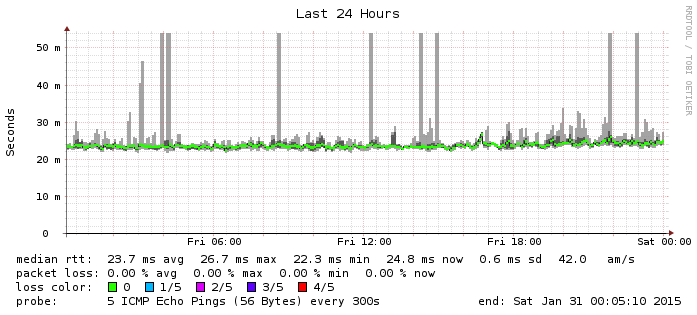 Last 24 Hours
RRDTOOL / TOBI OETIKER
Seconds
50 m
40 m
30 m
20 m
10 m
0
Fri 06:00 Fri 12:00 Fri 18:00 Sat 00:00
median rtt: 23.7 ms avg 26.7 ms max 22.3 ms min 24.8 ms now 0.6 ms sd 42.0 am/s
packet loss: 0.00 % avg 0.00 % max 0.00 % min 0.00 % now
loss color: 0 1/5 2/5 3/5 4/5
probe: 5 ICMP Echo Pings (56 Bytes) every 300s end: Sat Jan 31 00:05:10 2015